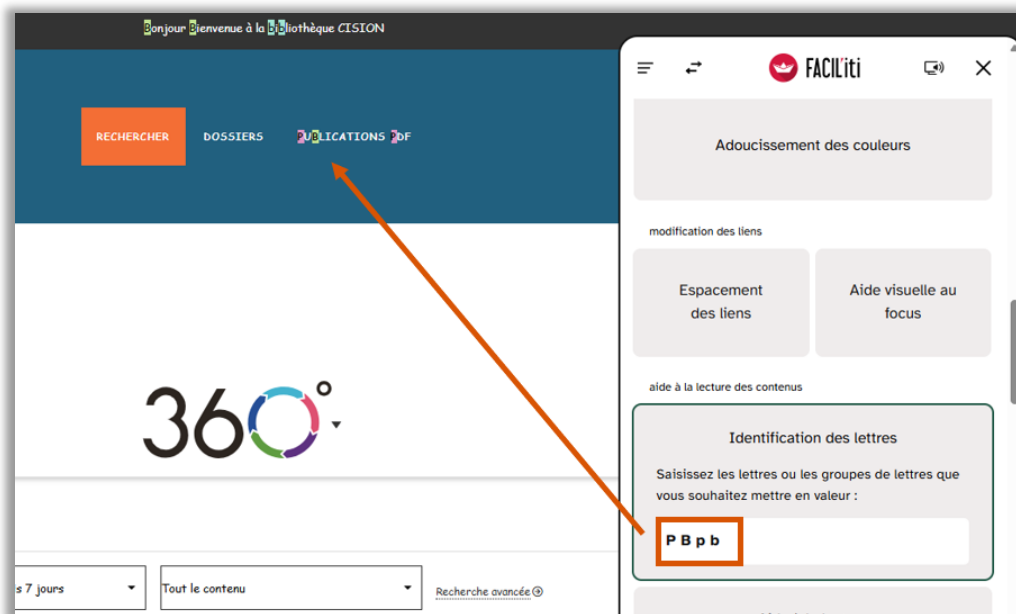 Bonjour Bienvenue à la bibliothèque CISION
RECHERCHER DOSSIERS PUBLICATIONS PDF
360°
s 7 jours
Tout le contenu
Recherche avancée
FACIL'iti
Adoucissement des couleurs
modification des liens
Espacement
des liens
Aide visuelle au
focus
aide à la lecture des contenus
Identification des lettres
Saisissez les lettres ou les groupes de lettres que
vous souhaitez mettre en valeur :
P B p b